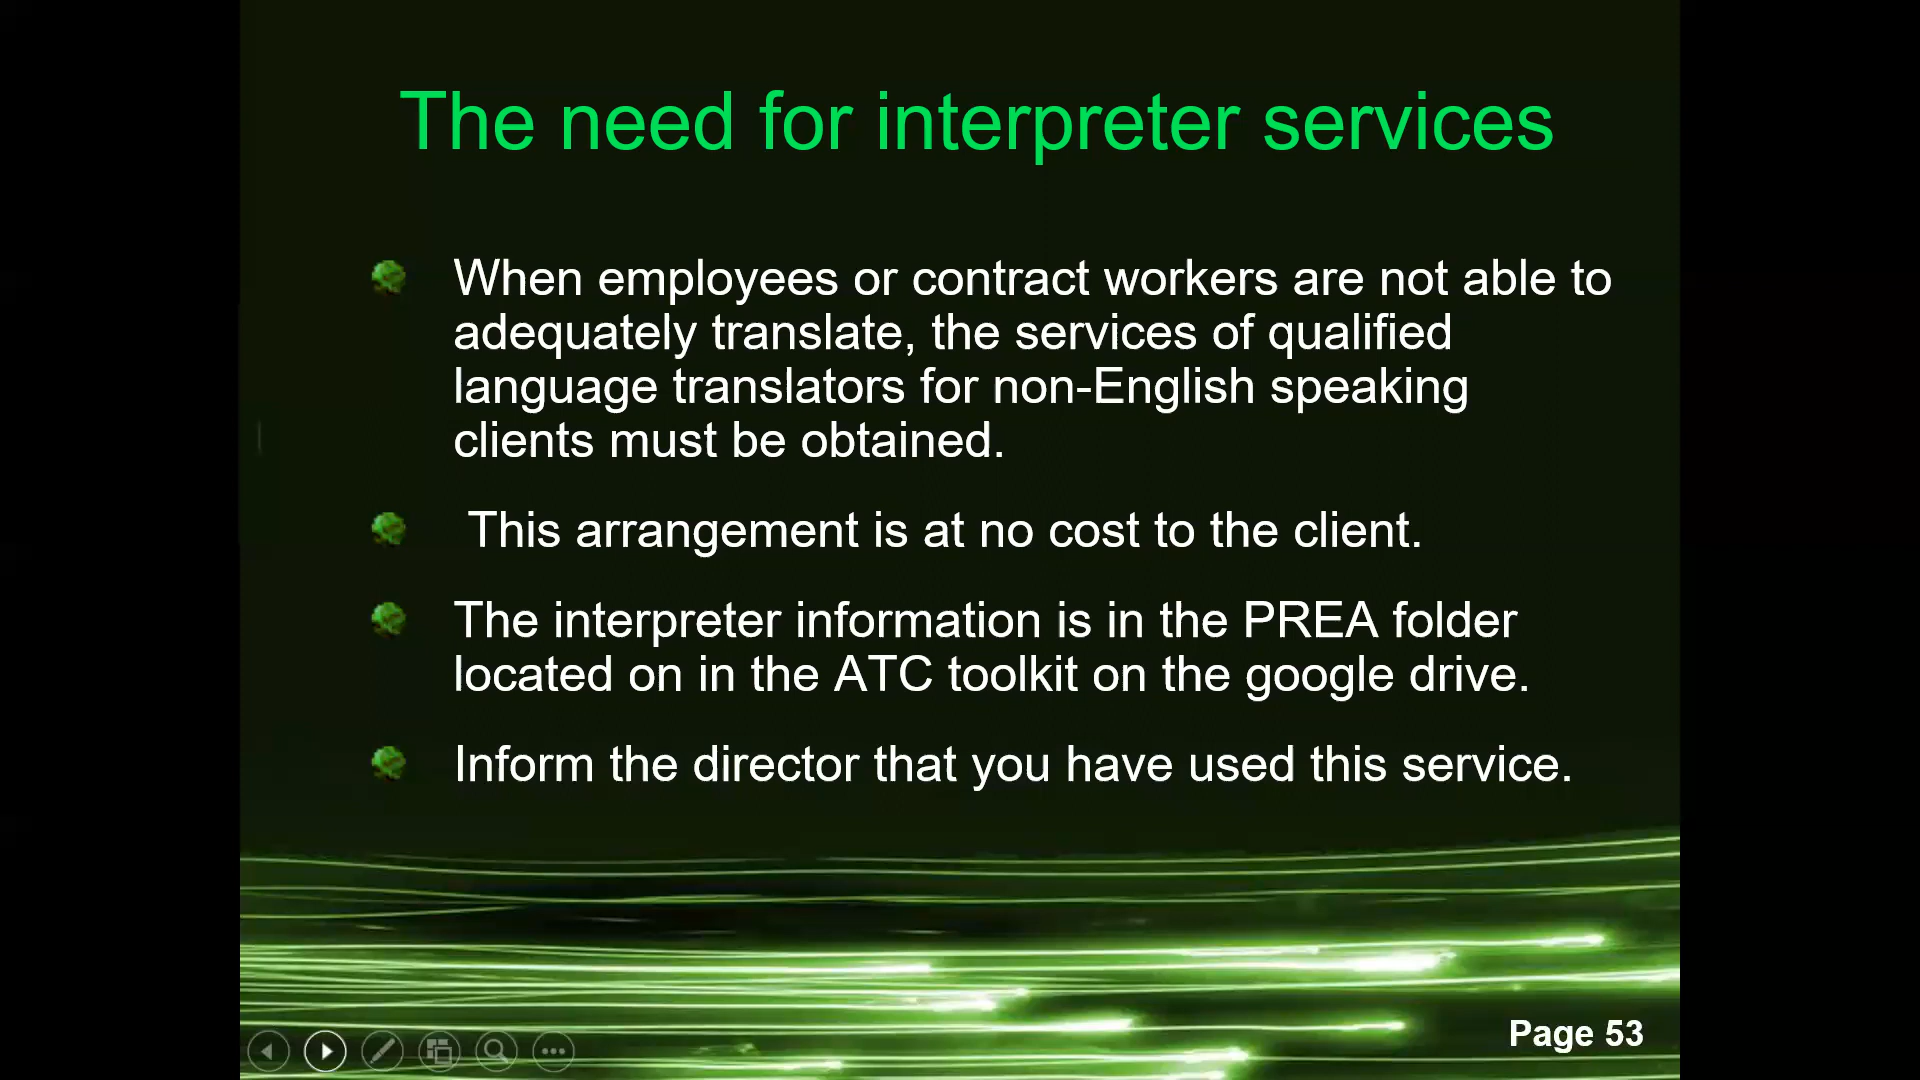 The need for interpreter services
When employees or contract workers are not able to
adequately translate, the services of qualified
language translators for non-English speaking
clients must be obtained.
This arrangement is at no cost to the client.
The interpreter information is in the PREA folder
located on in the ATC toolkit on the google drive.
Inform the director that you have used this service.
Page 53